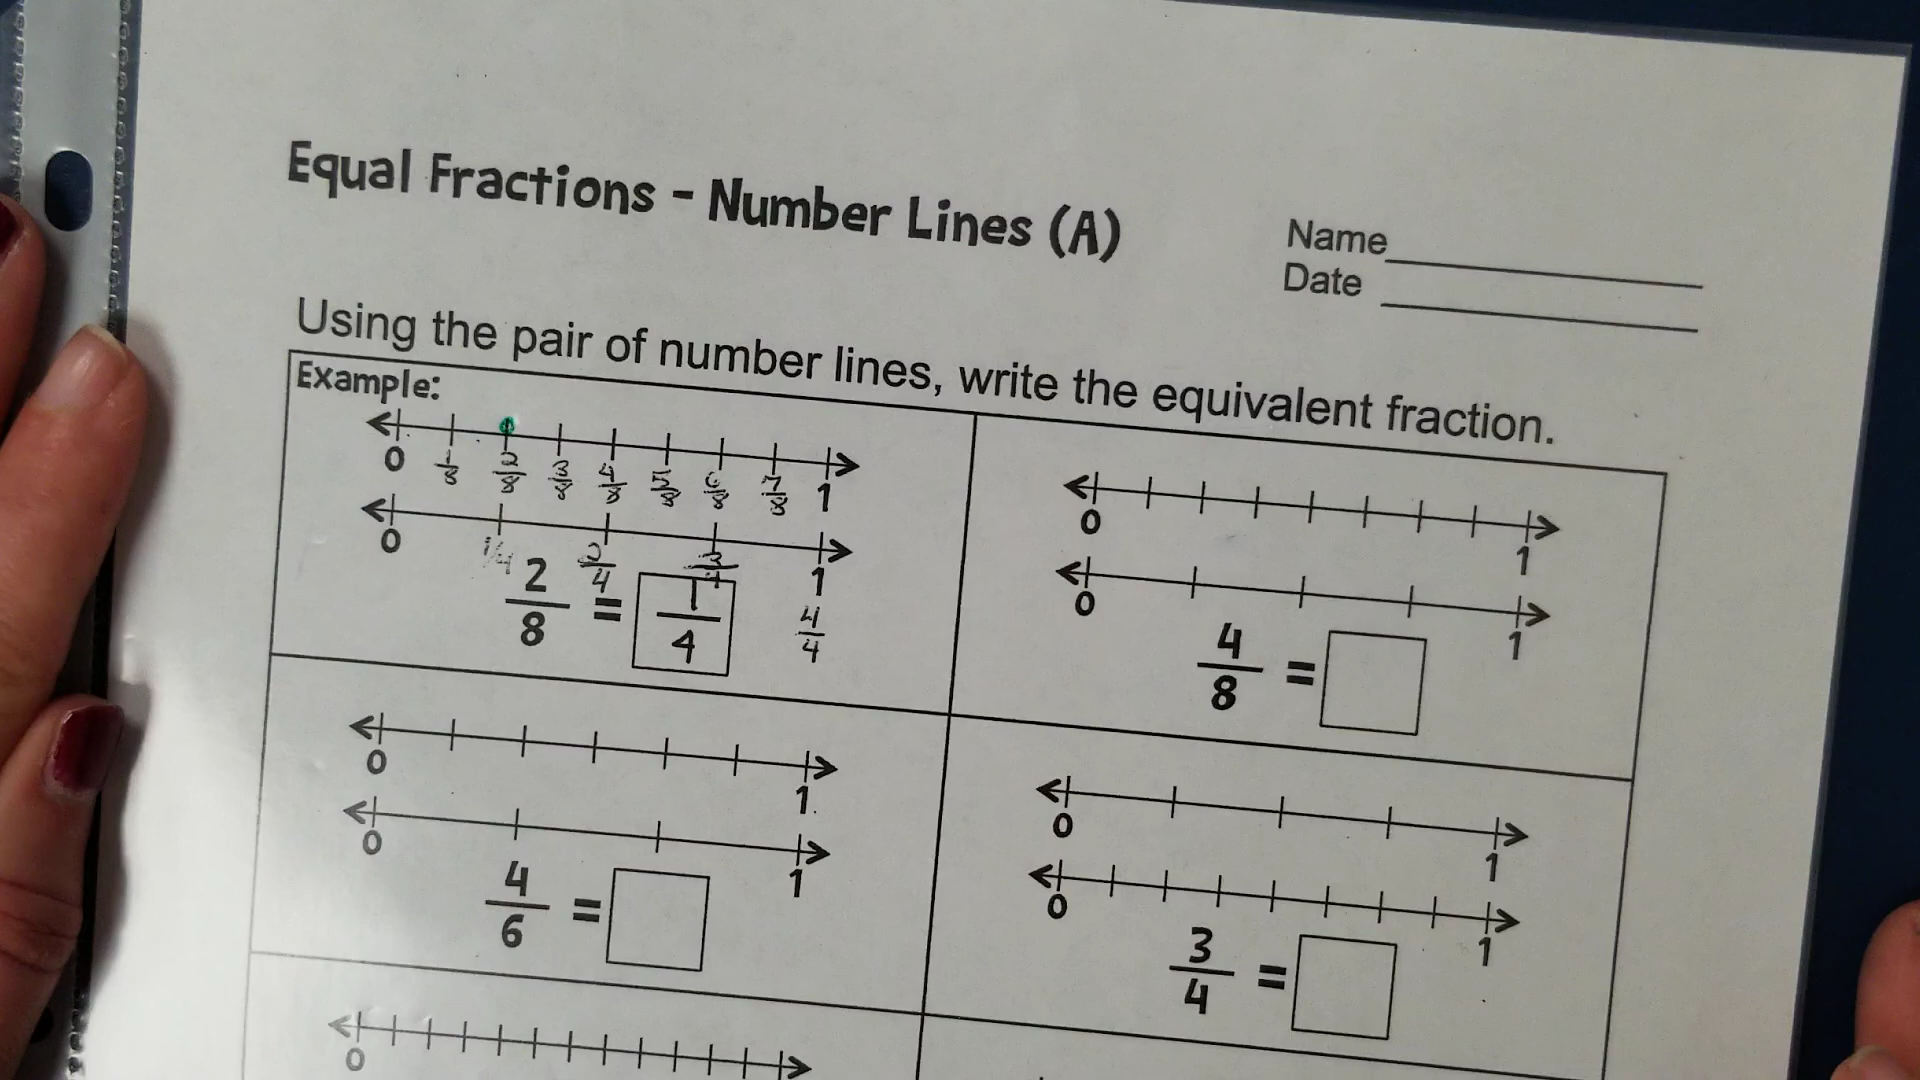 Equal Fractions - Number Lines (A)
Name
Date
Using the pair of number lines, write the equivalent fraction.
Example:
0 1/8 2/8 3/8 4/8 5/8 6/8 7/8 1
0 1/4 2/4 3/4 1
4/4
2/8 = 1/4
0 1
0 1
4/8 =
0 1
0 1
4/6 =
0 1
0 1
3/4 =
0